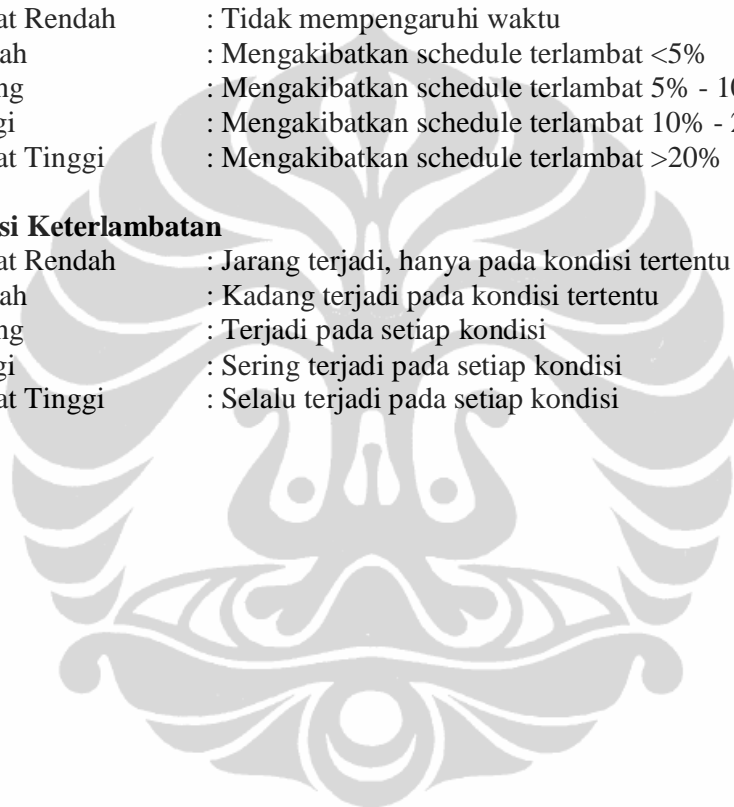 at Rendah : Tidak mempengaruhi waktu
ah : Mengakibatkan schedule terlambat <5%
ng : Mengakibatkan schedule terlambat 5% - 10
gi : Mengakibatkan schedule terlambat 10% - 2
at Tinggi : Mengakibatkan schedule terlambat >20%
si Keterlambatan
at Rendah : Jarang terjadi, hanya pada kondisi tertentu
ah : Kadang terjadi pada kondisi tertentu
ng : Terjadi pada setiap kondisi
gi : Sering terjadi pada setiap kondisi
at Tinggi : Selalu terjadi pada setiap kondisi